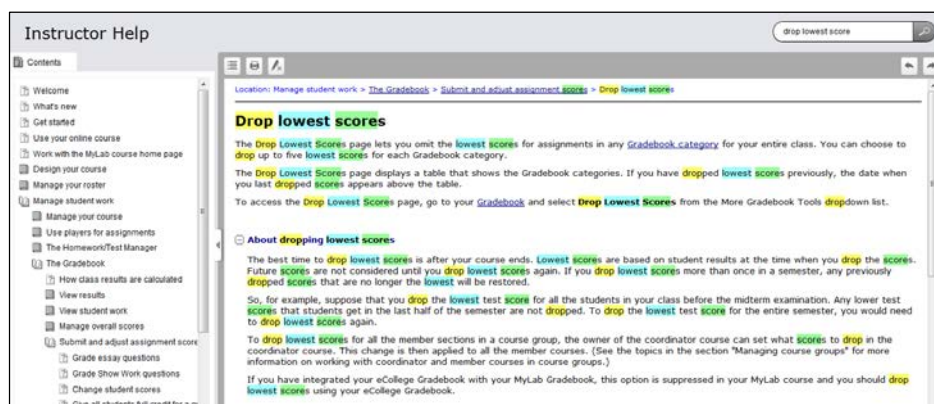 Instructor Help
drop lowest score
Contents
Welcome
What's new
Get started
Use your online course
Work with the MyLab course home page
Design your course
Manage your roster
Manage student work
Manage your course
Use players for assignments
The Homework/Test Manager
The Gradebook
How class results are calculated
View results
View student work
Manage overall scores
Submit and adjust assignment score
Grade essay questions
Grade Show Work questions
Change student scores
Location: Manage student work > The Gradebook > Submit and adjust assignment scores > Drop lowest scores
Drop lowest scores
The Drop Lowest Scores page lets you omit the lowest scores for assignments in any Gradebook category for your entire class. You can choose to
drop up to five lowest scores for each Gradebook category.
The Drop Lowest Scores page displays a table that shows the Gradebook categories. If you have dropped lowest scores previously, the date when
you last dropped scores appears above the table.
To access the Drop Lowest Scores page, go to your Gradebook and select Drop Lowest Scores from the More Gradebook Tools dropdown list.
About dropping lowest scores
The best time to drop lowest scores is after your course ends. Lowest scores are based on student results at the time when you drop the scores.
Future scores are not considered until you drop lowest scores again. If you drop lowest scores more than once in a semester, any previously
dropped scores that are no longer the lowest will be restored.
So, for example, suppose that you drop the lowest test score for all the students in your class before the midterm examination. Any lower test
scores that students get in the last half of the semester are not dropped. To drop the lowest test score for the entire semester, you would need
to drop lowest scores again.
To drop lowest scores for all the member sections in a course group, the owner of the coordinator course can set what scores to drop in the
coordinator course. This change is then applied to all the member courses. (See the topics in the section "Managing course groups" for more
information on working with coordinator and member courses in course groups.)
If you have integrated your eCollege Gradebook with your MyLab Gradebook, this option is suppressed in your MyLab course and you should drop
lowest scores using your eCollege Gradebook.